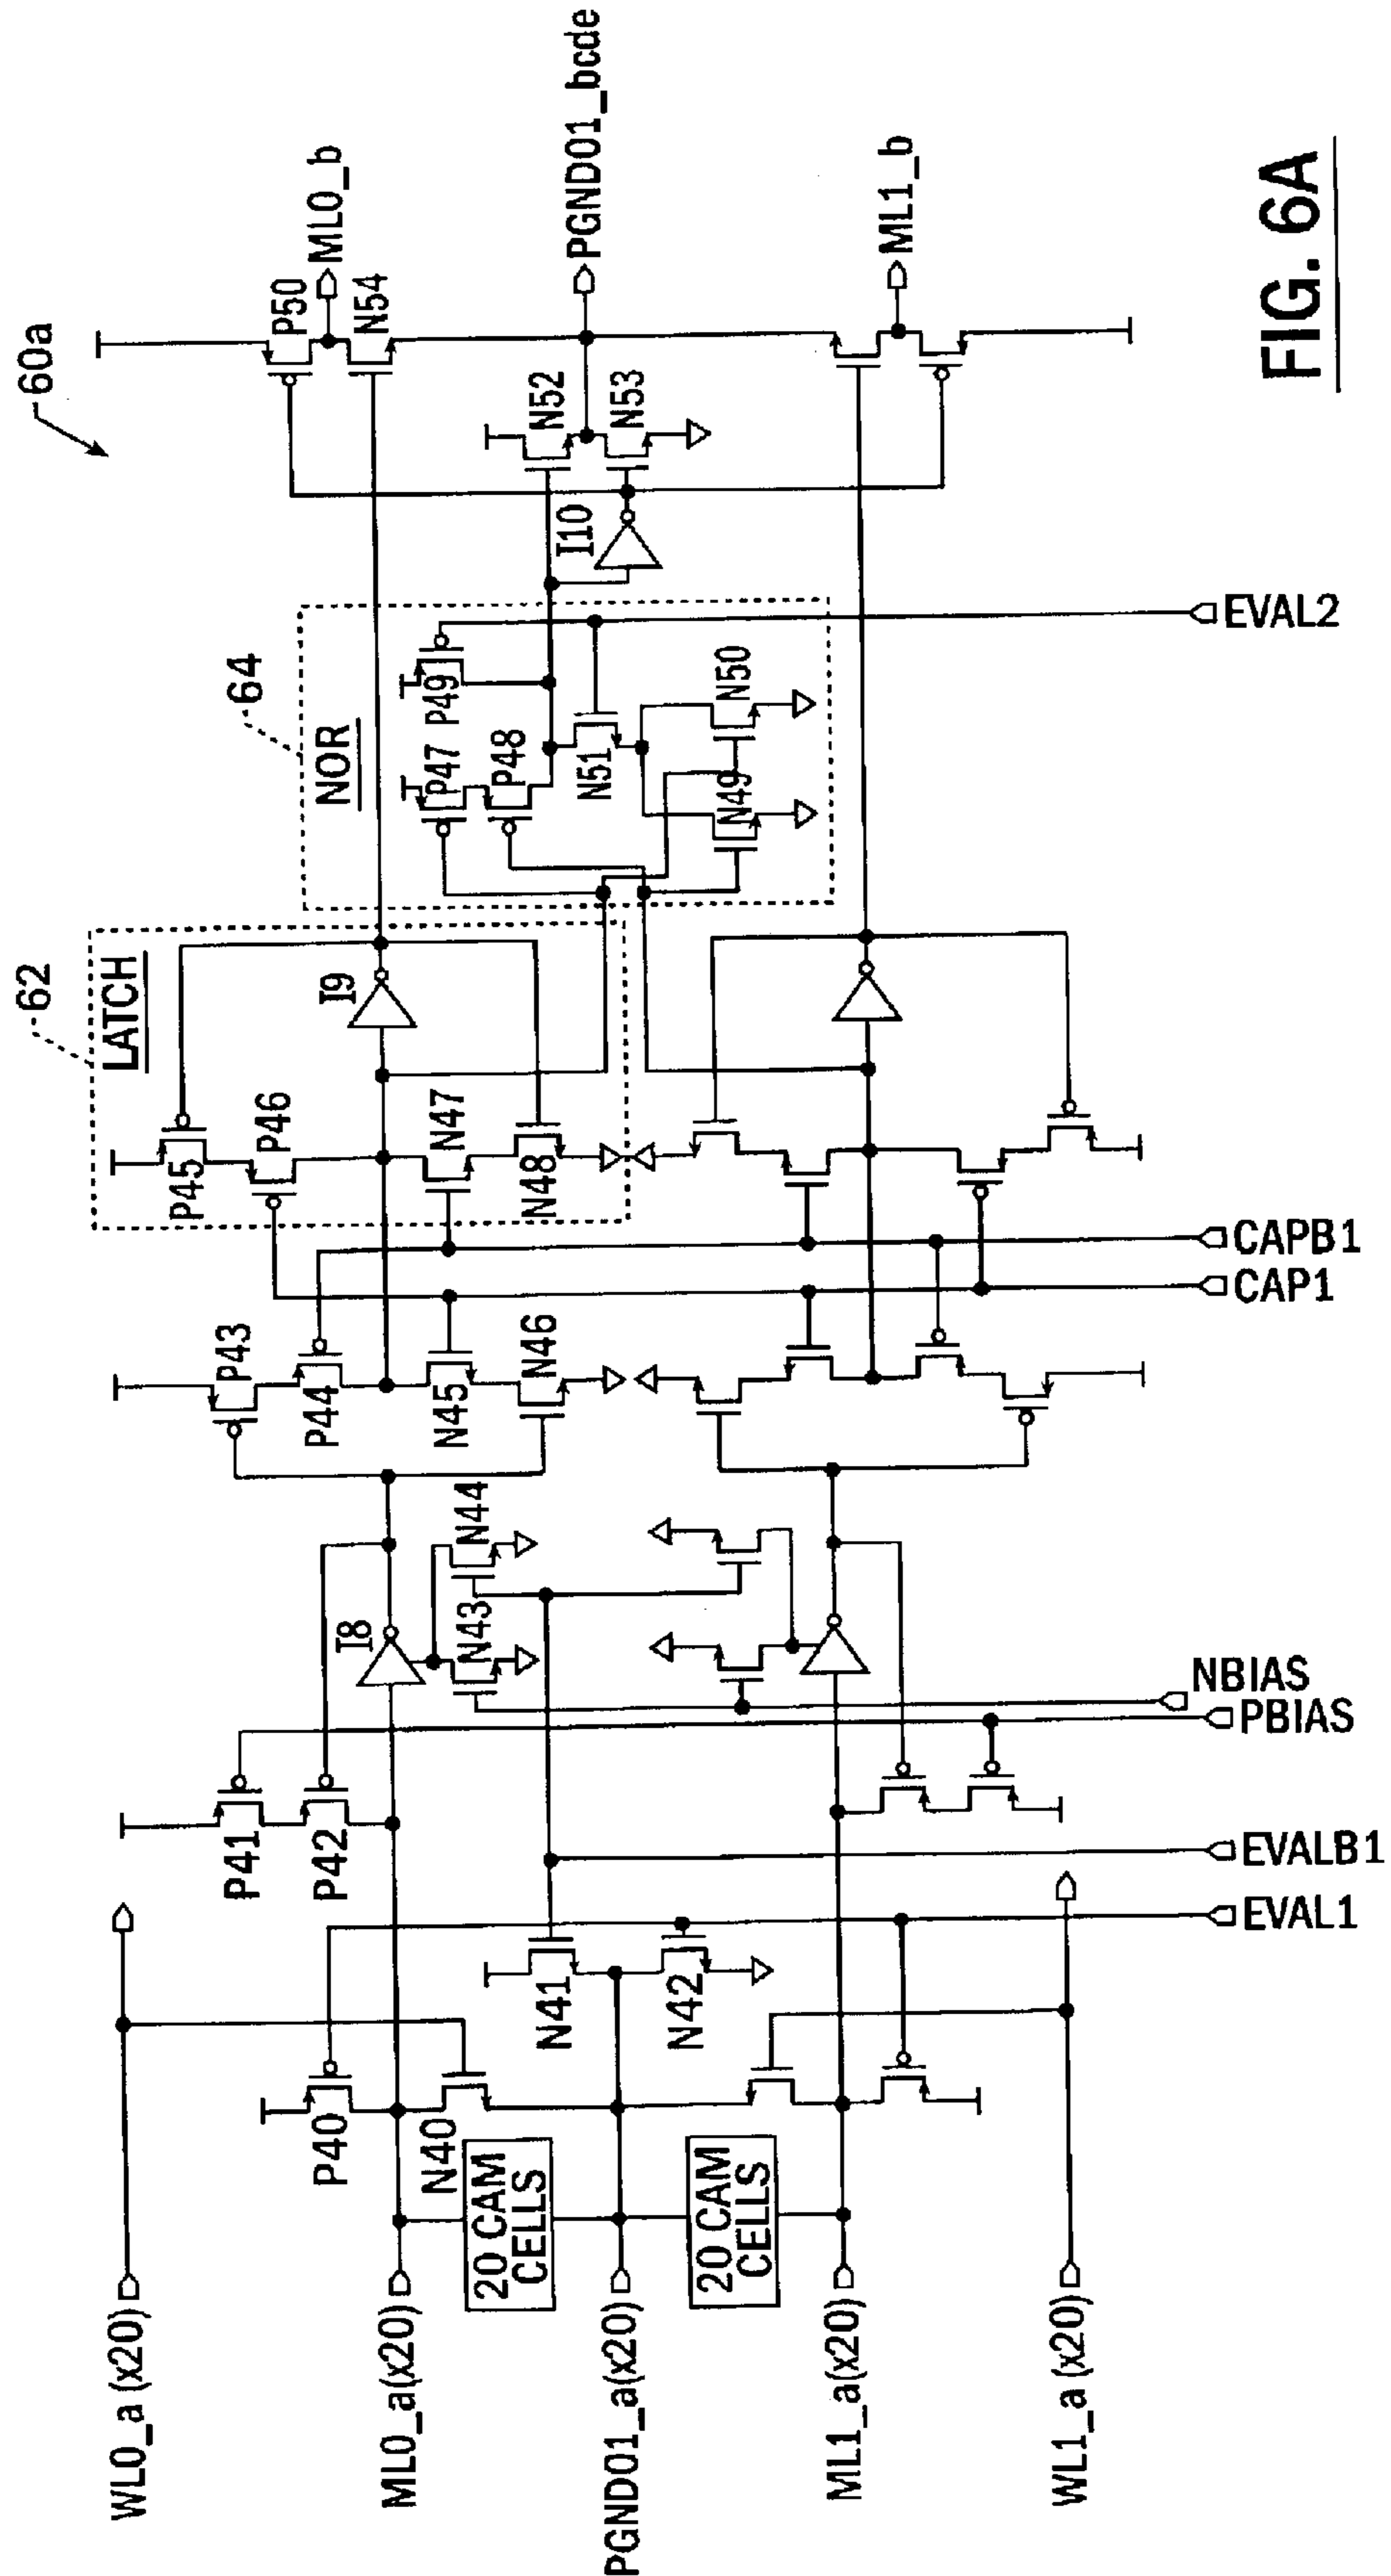 60a
P50
ML0_b
N54
PGND01_bcde
ML1_b
N52
N53
I10
64
NOR
P49
P47
P48
N51
N50
N49
EVAL2
62
LATCH
I9
P45
P46
N47
N48
CAPB1
CAP1
P43
P44
N45
N46
I8
N44
N43
NBIAS
PBIAS
P41
P42
EVALB1
EVAL1
N41
N42
P40
N40
20 CAM
CELLS
20 CAM
CELLS
WL0_a (x20)
ML0_a(x20)
PGND01_a(x20)
ML1_a(x20)
WL1_a (x20)
FIG. 6A